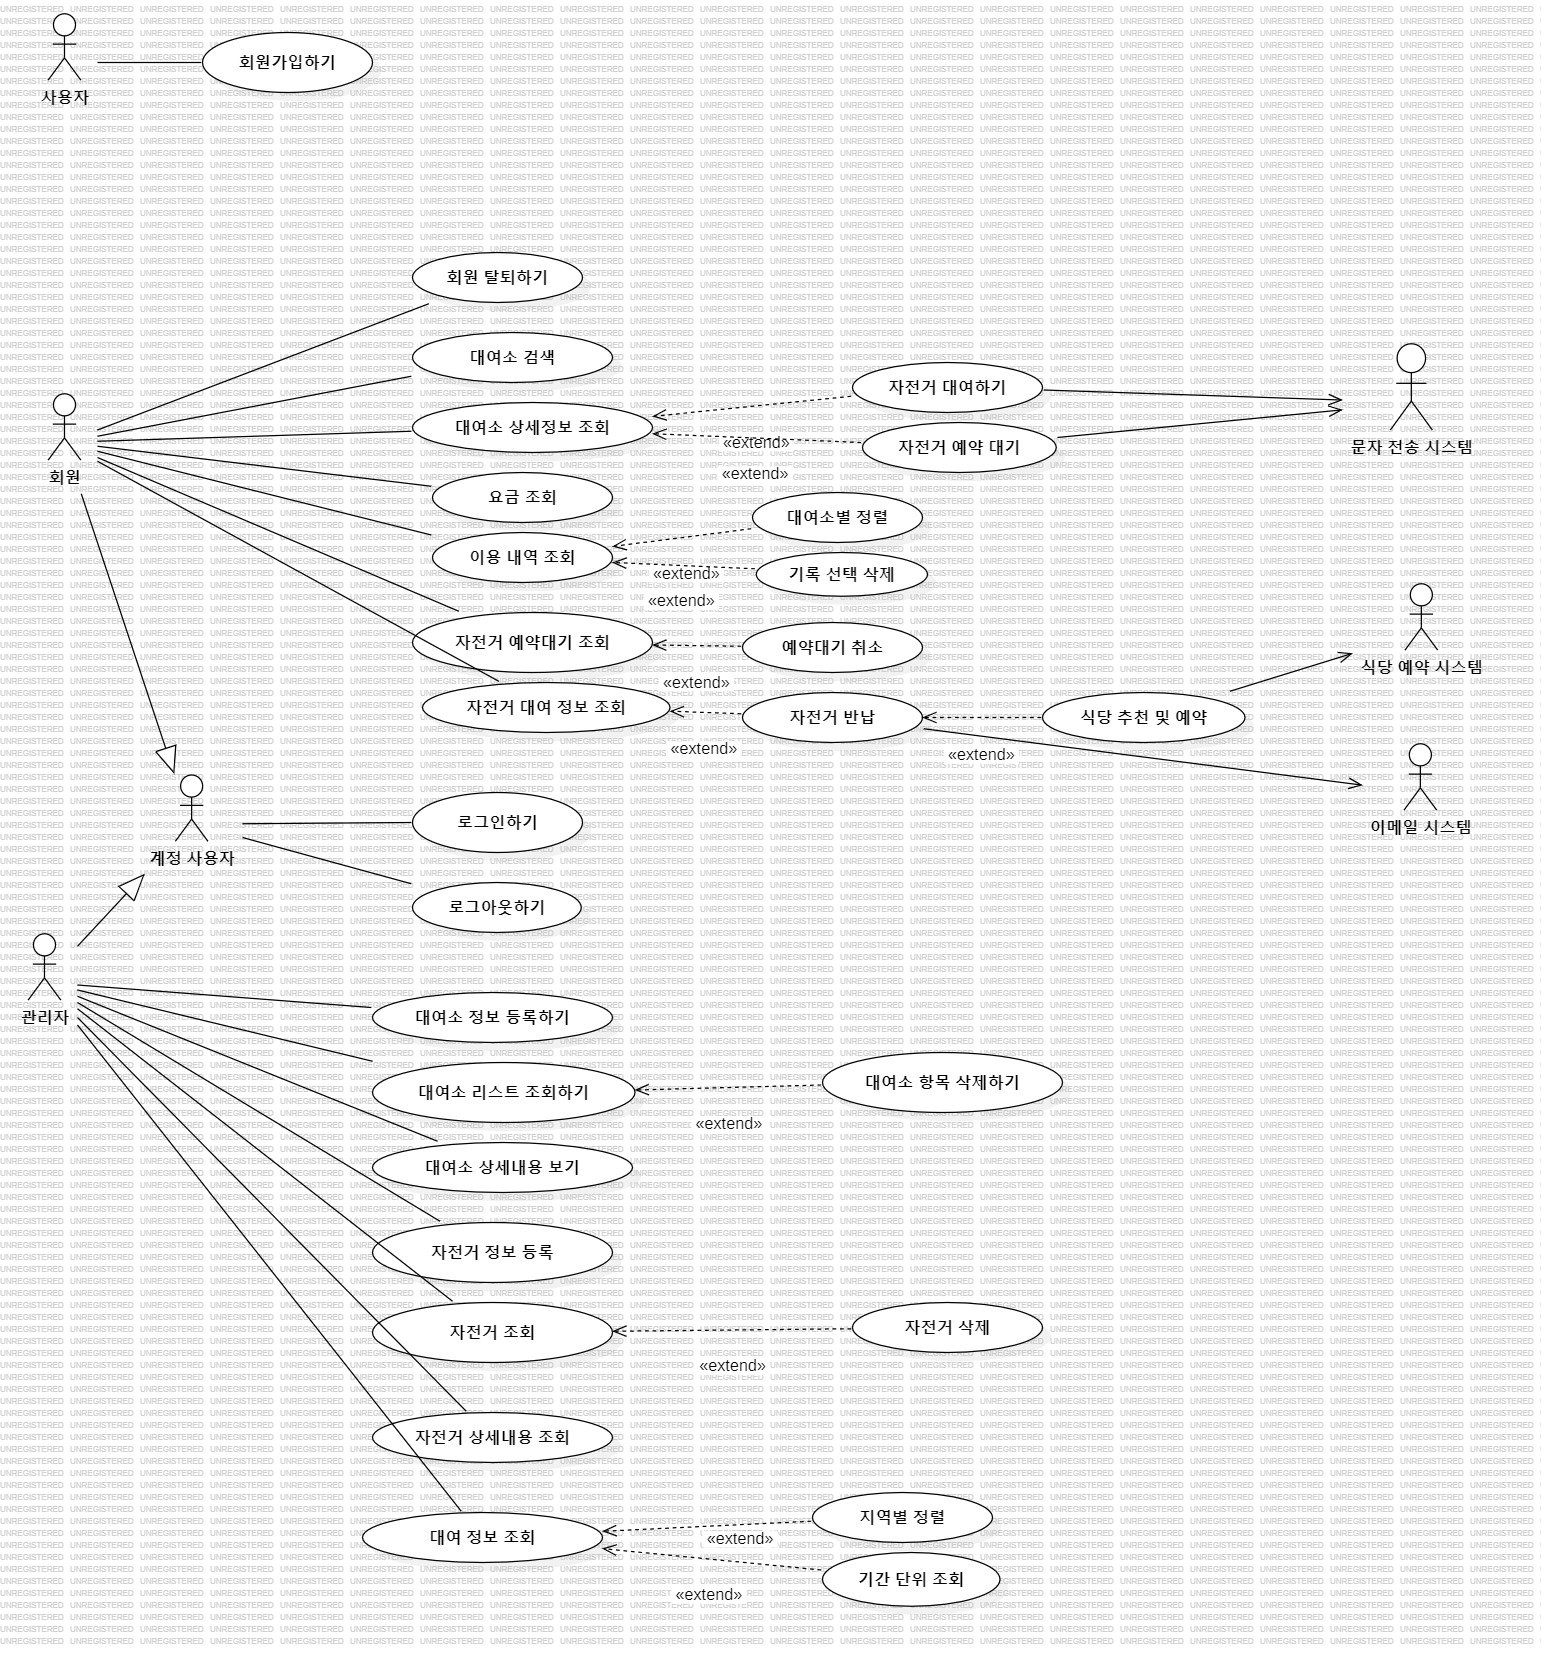 회원가입하기
사용자
회원 탈퇴하기
대여소 검색
자전거 대여하기
대여소 상세정보 조회
«extend»
자전거 예약 대기
문자 전송 시스템
회원
«extend»
요금 조회
대여소별 정렬
이용 내역 조회
«extend»
기록 선택 삭제
«extend»
자전거 예약대기 조회
예약대기 취소
식당 예약 시스템
«extend»
자전거 대여 정보 조회
자전거 반납
식당 추천 및 예약
«extend»
«extend»
로그인하기
이메일 시스템
계정 사용자
로그아웃하기
관리자
대여소 정보 등록하기
대여소 리스트 조회하기
대여소 항목 삭제하기
«extend»
대여소 상세내용 보기
자전거 정보 등록
자전거 조회
자전거 삭제
«extend»
자전거 상세내용 조회
지역별 정렬
대여 정보 조회
«extend»
기간 단위 조회
«extend»